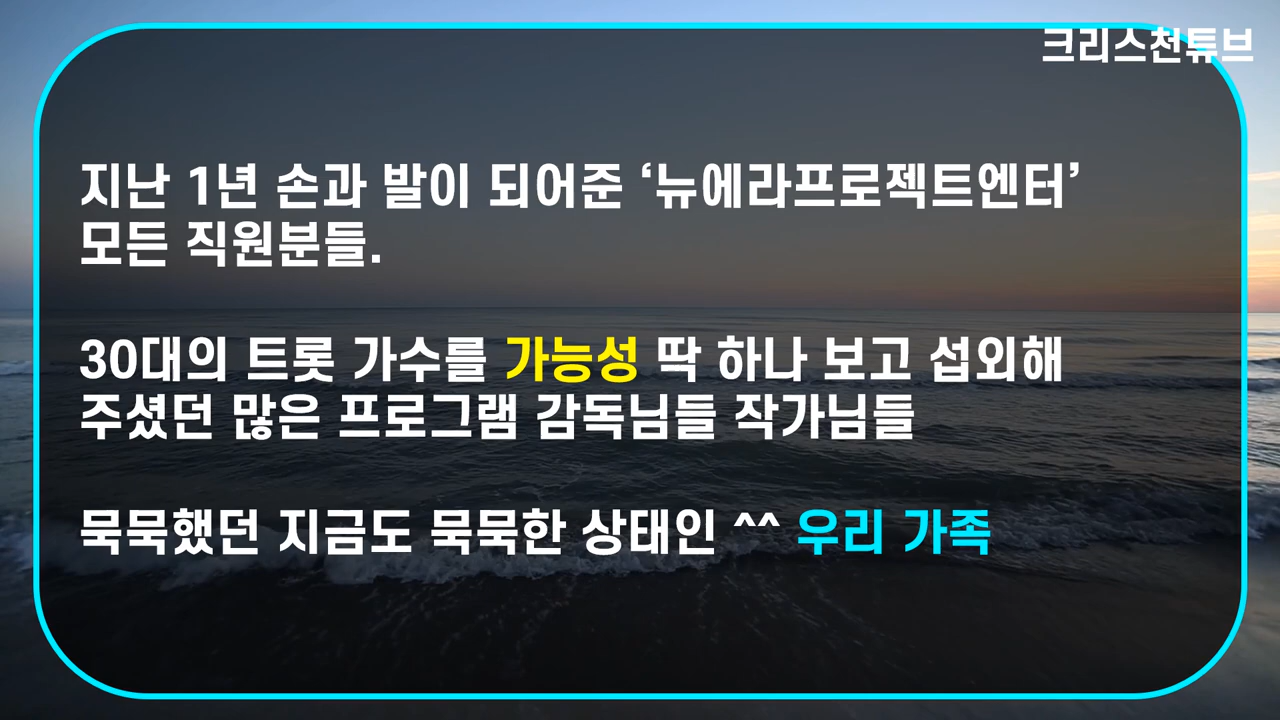 크리스천튜브
지난 1년 손과 발이 되어준 ‘뉴에라프로젝트엔터’
모든 직원분들.
30대의 트롯 가수를 가능성 딱 하나 보고 섭외해
주셨던 많은 프로그램 감독님들 작가님들
묵묵했던 지금도 묵묵한 상태인 ^^ 우리 가족